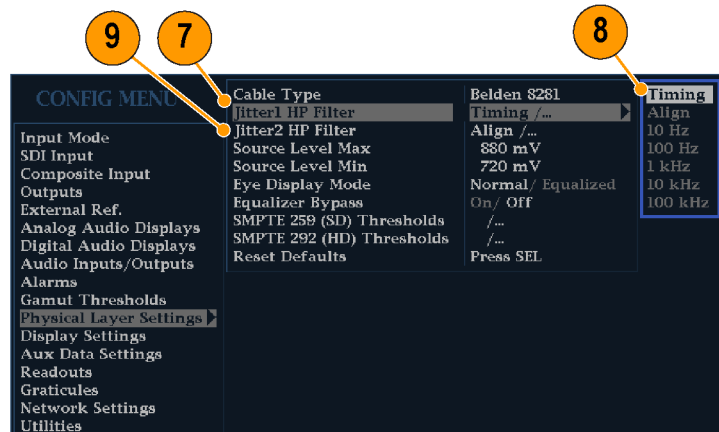 9 7 8
CONFIG MENU
Input Mode
SDI Input
Composite Input
Outputs
External Ref.
Analog Audio Displays
Digital Audio Displays
Audio Inputs/Outputs
Alarms
Gamut Thresholds
Physical Layer Settings
Display Settings
Aux Data Settings
Readouts
Graticules
Network Settings
Utilities
Cable Type Belden 8281
Jitter1 HP Filter Timing /...
Jitter2 HP Filter Align /...
Source Level Max 880 mV
Source Level Min 720 mV
Eye Display Mode Normal/ Equalized
Equalizer Bypass On/ Off
SMPTE 259 (SD) Thresholds /...
SMPTE 292 (HD) Thresholds /...
Reset Defaults Press SEL
Timing
Align
10 Hz
100 Hz
1 kHz
10 kHz
100 kHz